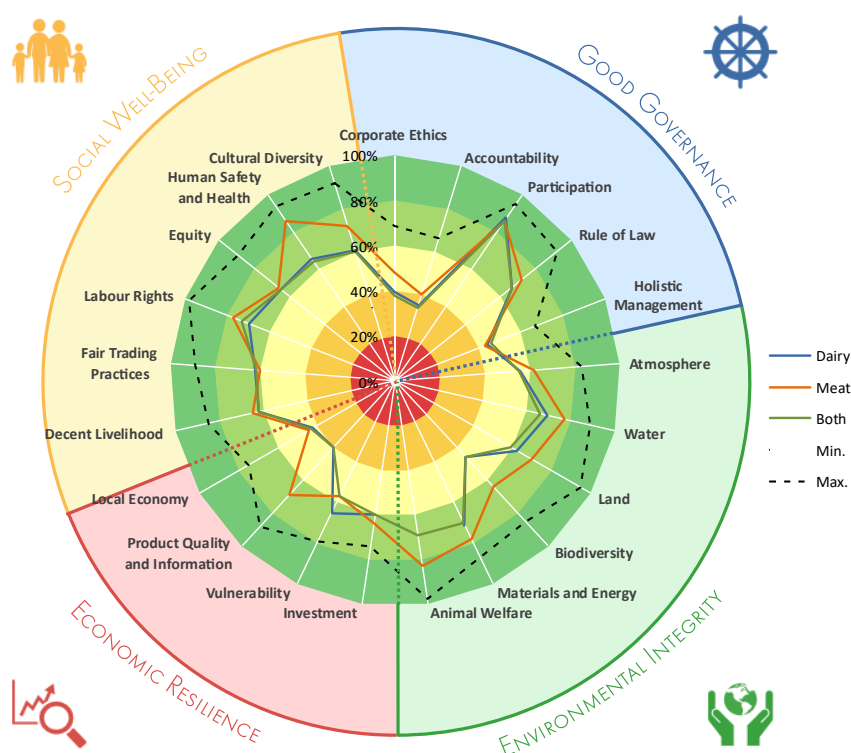 SOCIAL WELL-BEING
GOOD GOVERNANCE
Corporate Ethics
100%
80%
60%
40%
20%
0%
Accountability
Participation
Rule of Law
Holistic
Management
Atmosphere
Water
Land
Biodiversity
Materials and Energy
Animal Welfare
Investment
Vulnerability
Product Quality
and Information
Local Economy
Decent Livelihood
Fair Trading
Practices
Labour Rights
Equity
Human Safety
and Health
Cultural Diversity
Dairy
Meat
Both
Min.
Max.
ECONOMIC RESILIENCE
ENVIRONMENTAL INTEGRITY